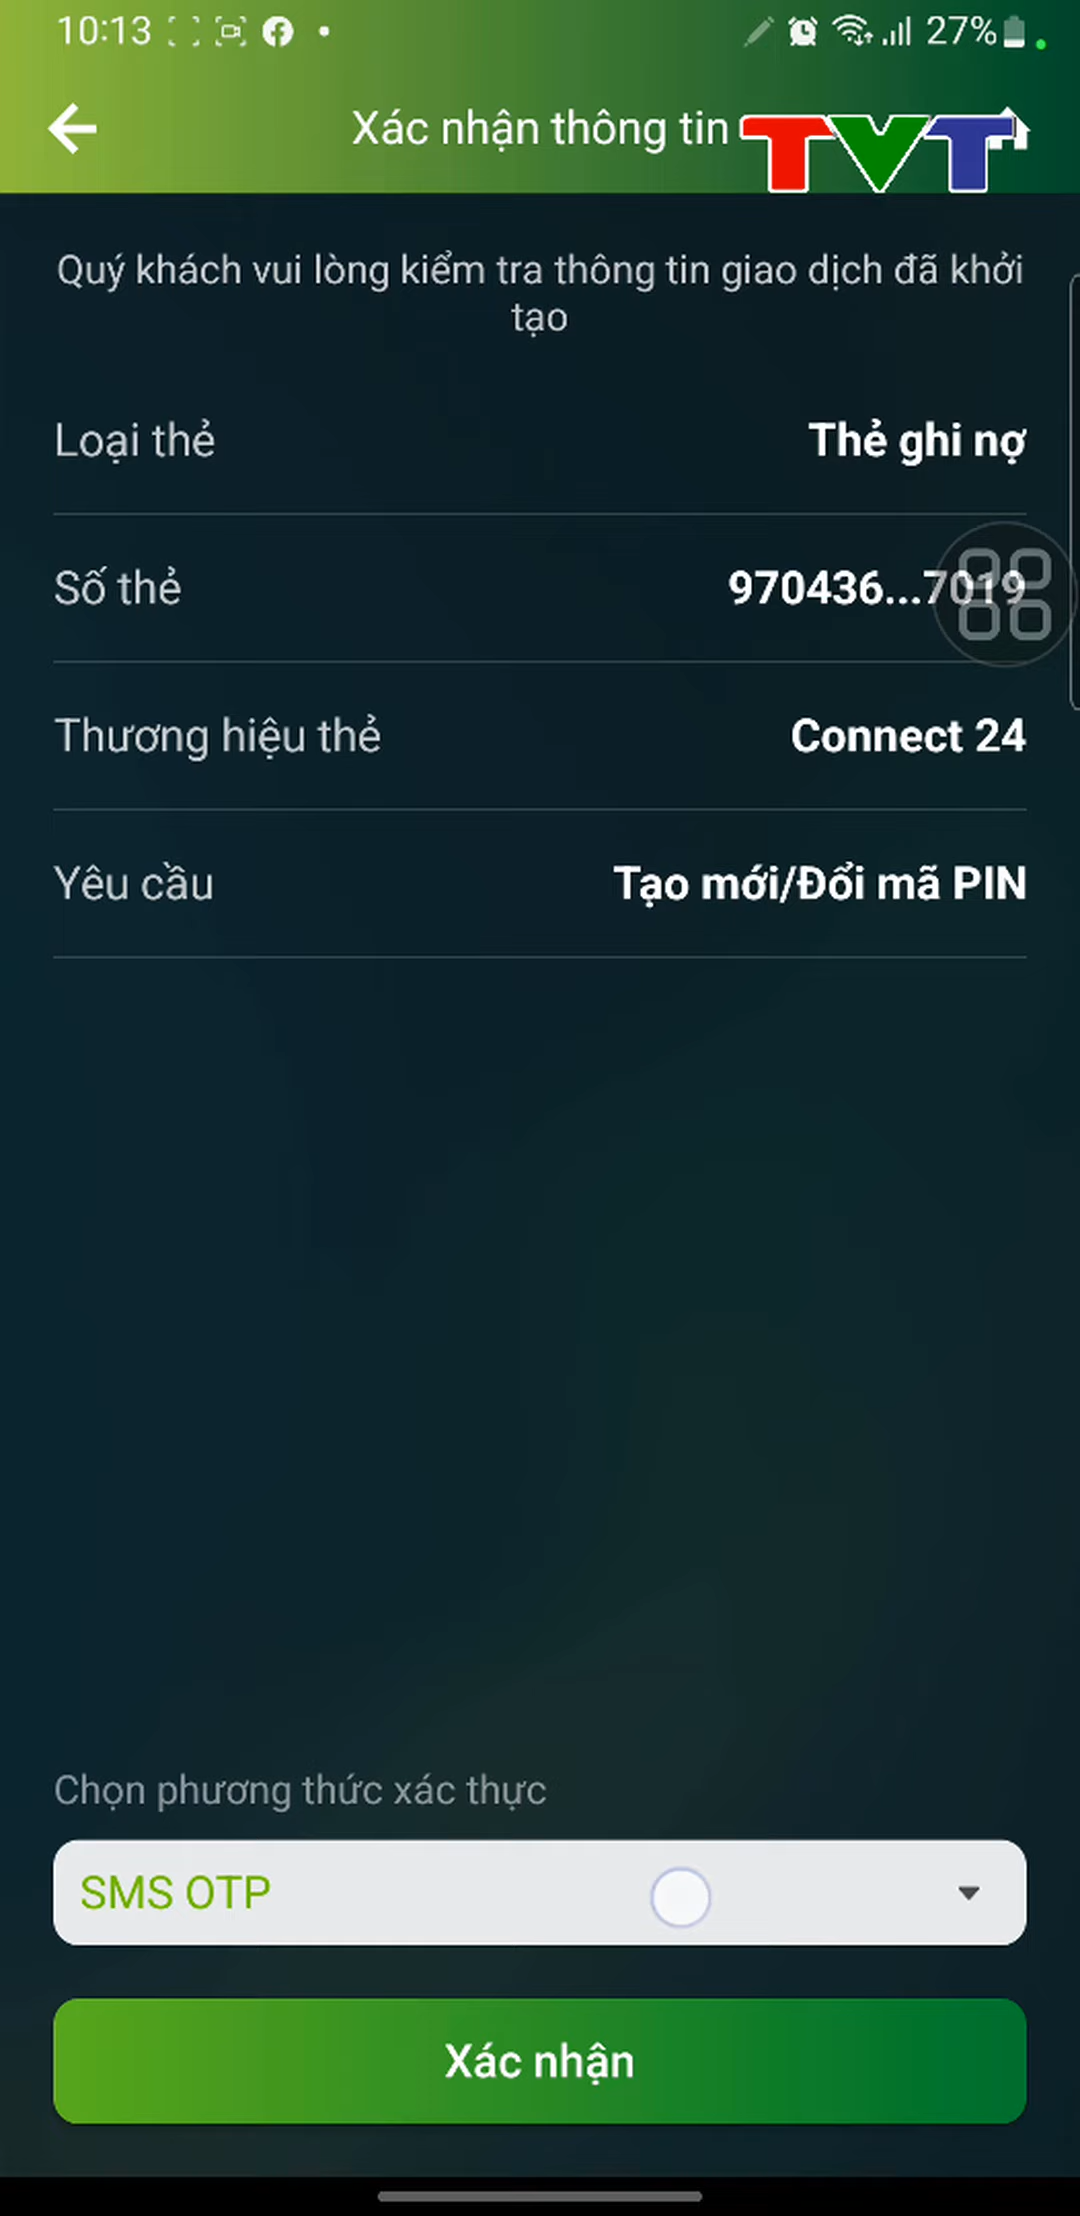 10:13
27%
Xác nhận thông tin
TVT
Quý khách vui lòng kiểm tra thông tin giao dịch đã khởi
tạo
Loại thẻ Thẻ ghi nợ
Số thẻ 970436...7019
Thương hiệu thẻ Connect 24
Yêu cầu Tạo mới/Đổi mã PIN
Chọn phương thức xác thực
SMS OTP
Xác nhận